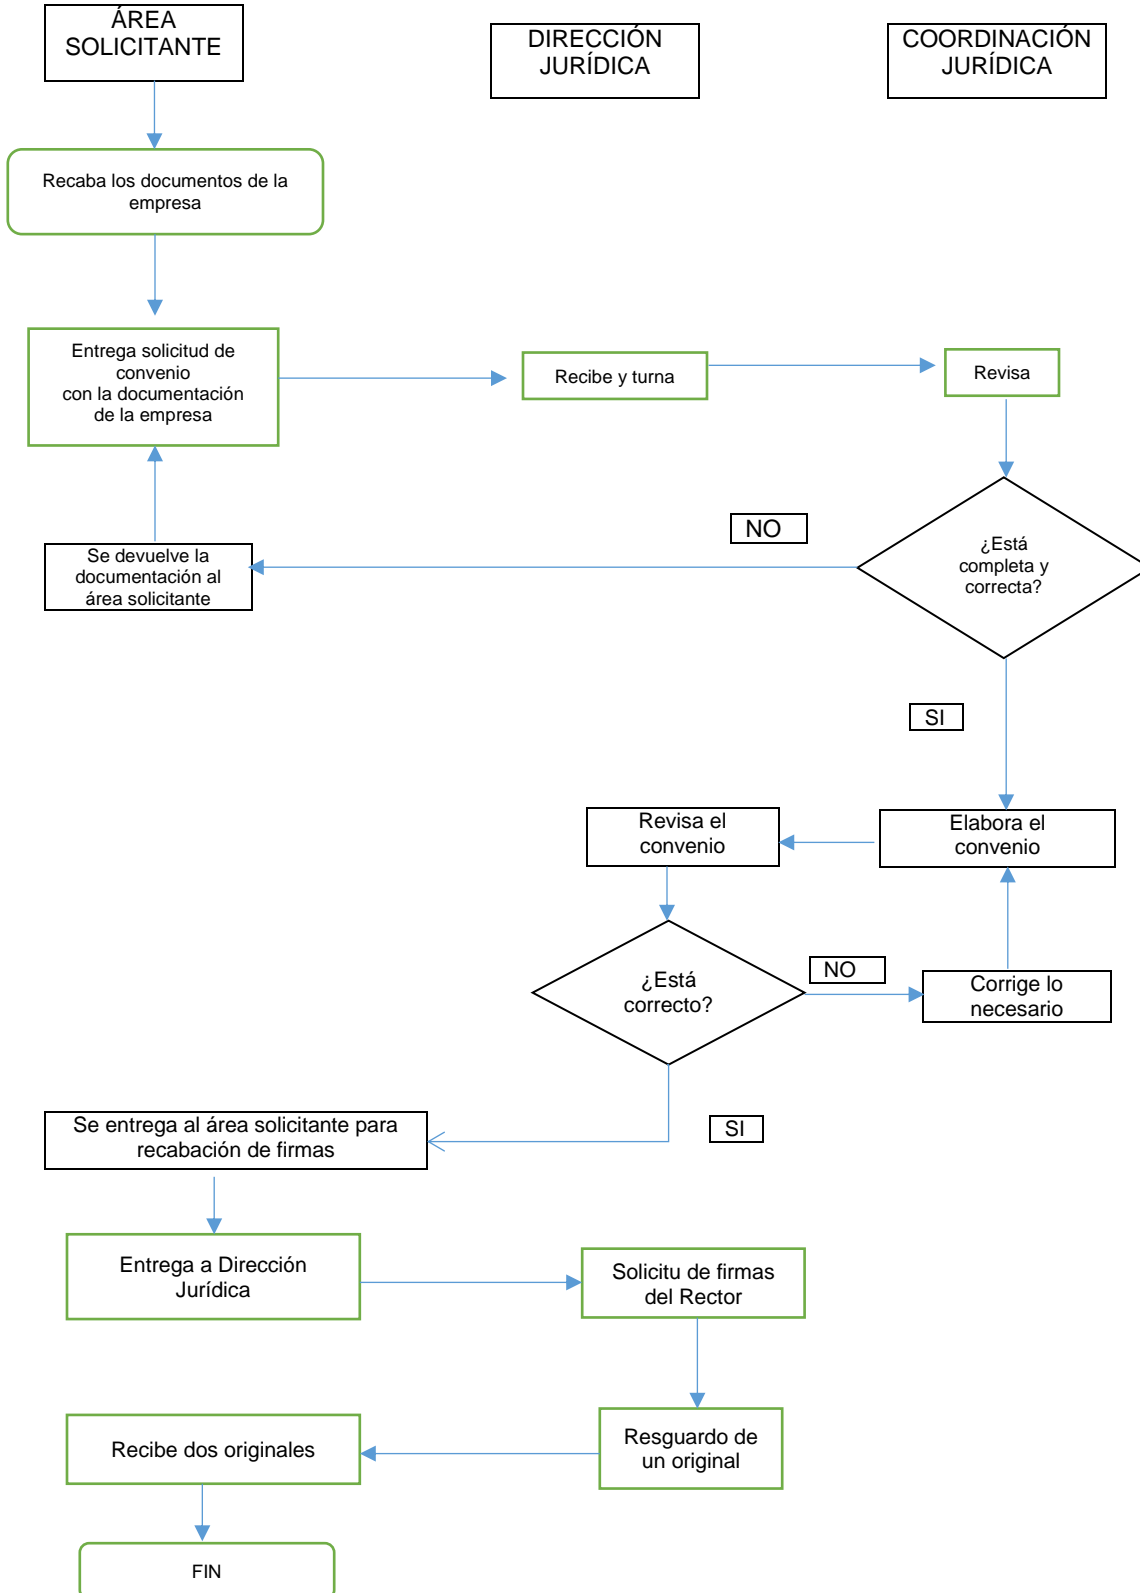 ÁREA
SOLICITANTE
DIRECCIÓN
JURÍDICA
COORDINACIÓN
JURÍDICA
Recaba los documentos de la
empresa
Entrega solicitud de
convenio
con la documentación
de la empresa
Recibe y turna
Revisa
¿Está
completa y
correcta?
NO
Se devuelve la
documentación al
área solicitante
SI
Revisa el
convenio
Elabora el
convenio
¿Está
correcto?
NO
Corrige lo
necesario
SI
Se entrega al área solicitante para
recabación de firmas
Entrega a Dirección
Jurídica
Solicitu de firmas
del Rector
Recibe dos originales
Resguardo de
un original
FIN